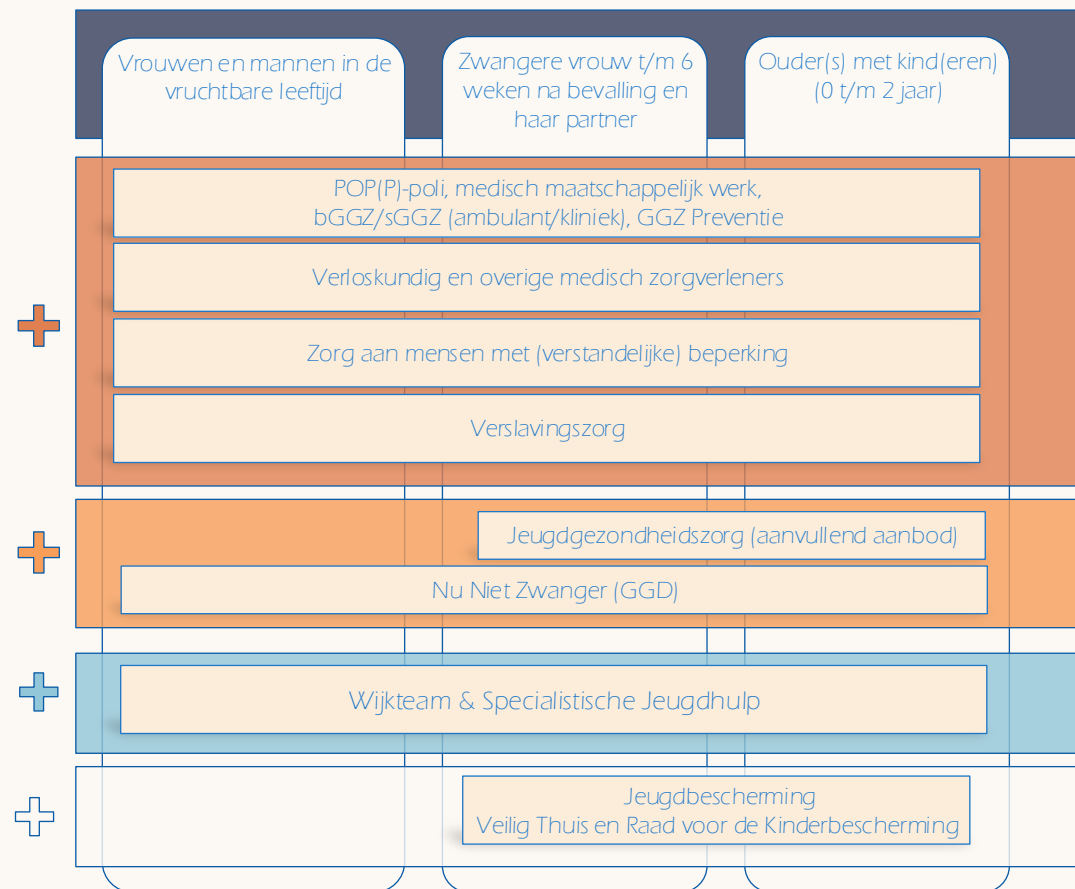 Vrouwen en mannen in de
vruchtbare leeftijd
Zwangere vrouw t/m 6
weken na bevalling en
haar partner
Ouder(s) met kind(eren)
(0 t/m 2 jaar)
POP(P)-poli, medisch maatschappelijk werk,
bGGZ/sGGZ (ambulant/kliniek), GGZ Preventie
Verloskundig en overige medisch zorgverleners
Zorg aan mensen met (verstandelijke) beperking
Verslavingszorg
Jeugdgezondheidszorg (aanvullend aanbod)
Nu Niet Zwanger (GGD)
Wijkteam & Specialistische Jeugdhulp
Jeugdbescherming
Veilig Thuis en Raad voor de Kinderbescherming